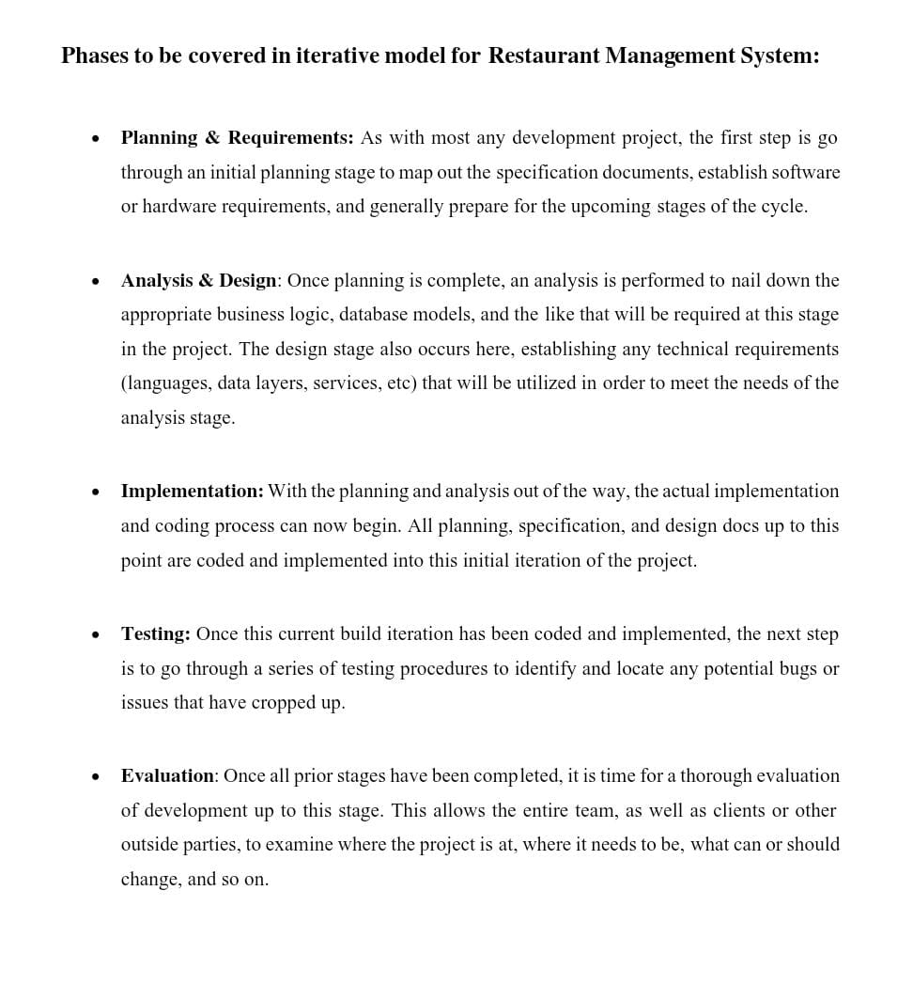 Phases to be covered in iterative model for Restaurant Management System:
• Planning & Requirements: As with most any development project, the first step is go
through an initial planning stage to map out the specification documents, establish software
or hardware requirements, and generally prepare for the upcoming stages of the cycle.
• Analysis & Design: Once planning is complete, an analysis is performed to nail down the
appropriate business logic, database models, and the like that will be required at this stage
in the project. The design stage also occurs here, establishing any technical requirements
(languages, data layers, services, etc) that will be utilized in order to meet the needs of the
analysis stage.
• Implementation: With the planning and analysis out of the way, the actual implementation
and coding process can now begin. All planning, specification, and design docs up to this
point are coded and implemented into this initial iteration of the project.
• Testing: Once this current build iteration has been coded and implemented, the next step
is to go through a series of testing procedures to identify and locate any potential bugs or
issues that have cropped up.
• Evaluation: Once all prior stages have been completed, it is time for a thorough evaluation
of development up to this stage. This allows the entire team, as well as clients or other
outside parties, to examine where the project is at, where it needs to be, what can or should
change, and so on.